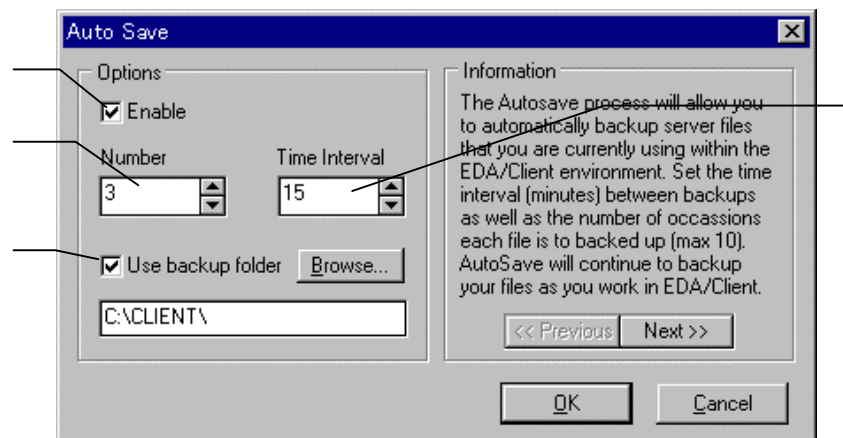 Auto Save
Options
Enable
Number Time Interval
3 15
Use backup folder Browse...
C:\CLIENT\
Information
The Autosave process will allow you
to automatically backup server files
that you are currently using within the
EDA/Client environment. Set the time
interval (minutes) between backups
as well as the number of occassions
each file is to backed up (max 10).
AutoSave will continue to backup
your files as you work in EDA/Client.
<< Previous Next >>
OK Cancel